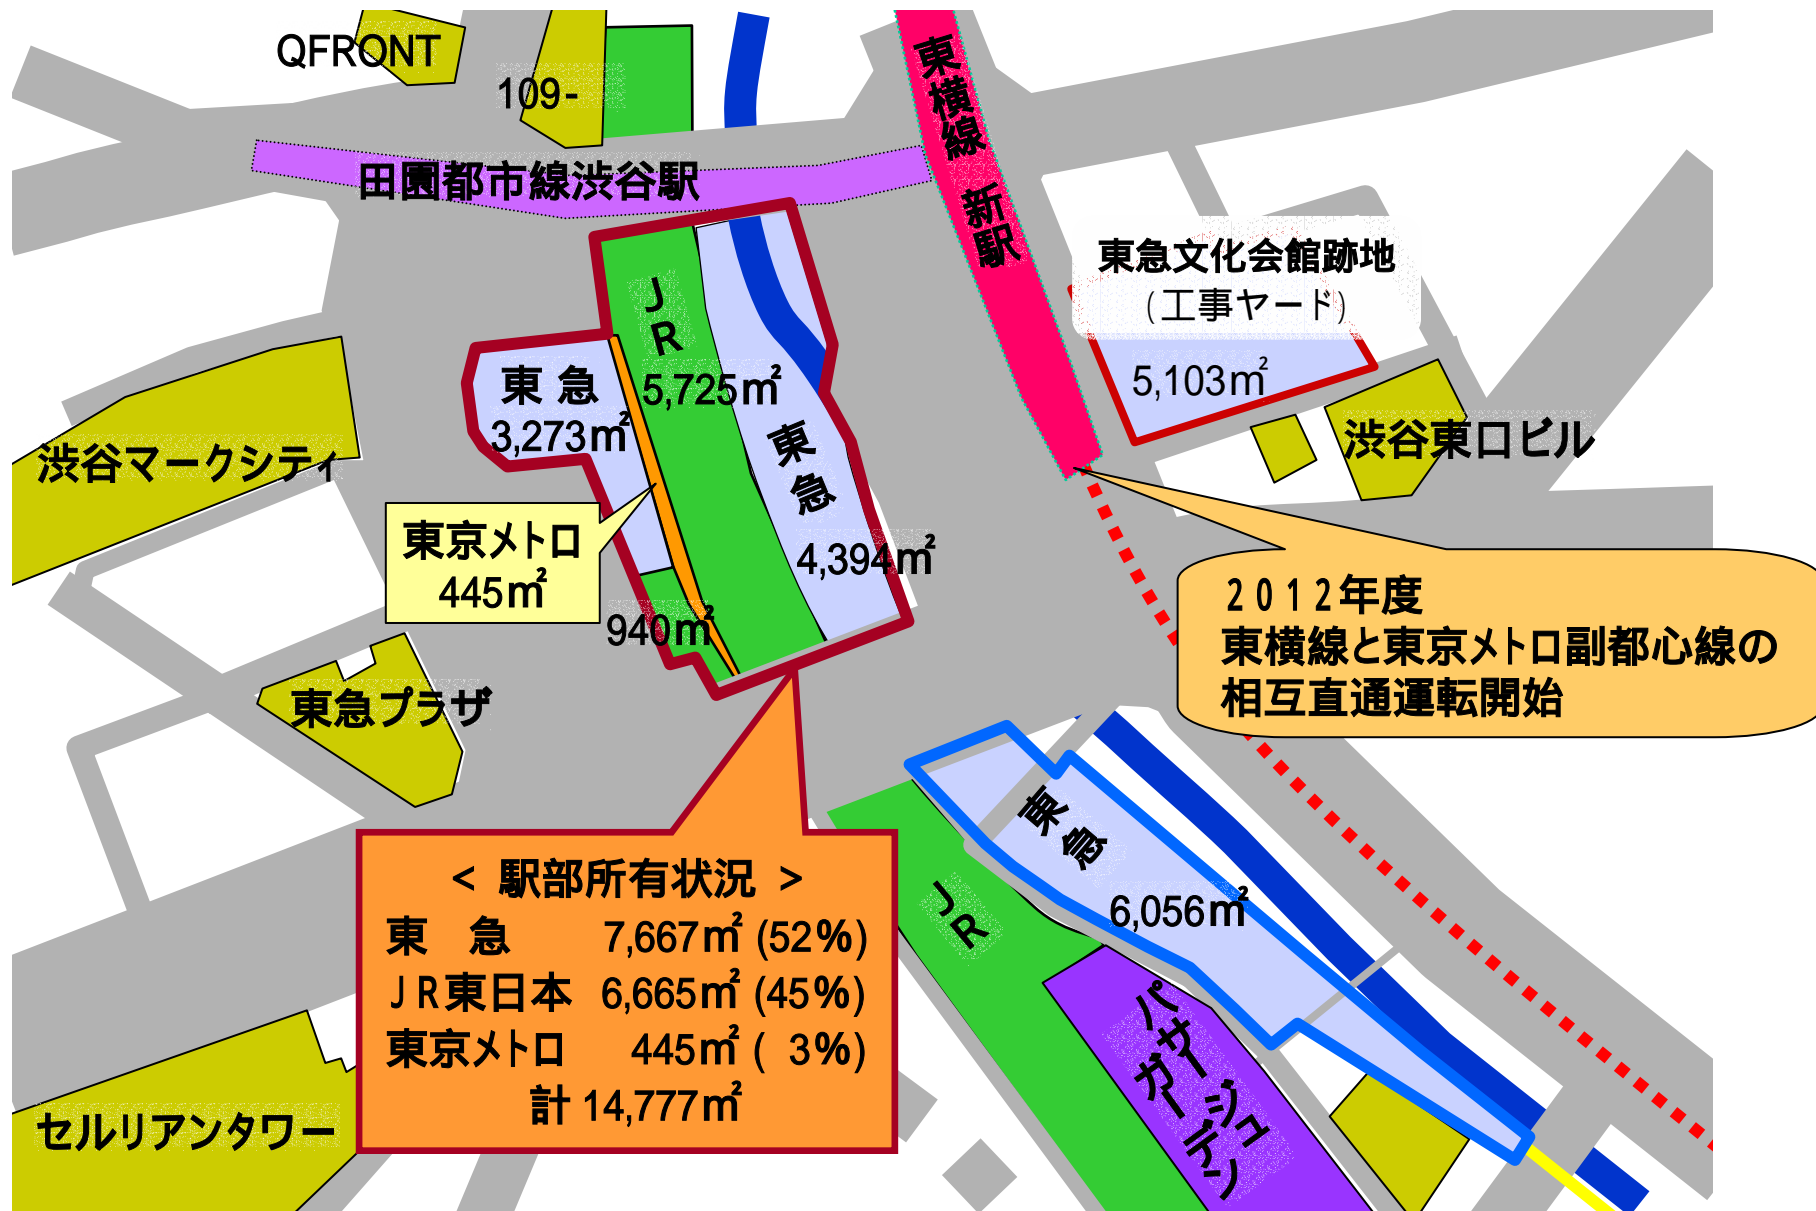 QFRONT
109-
田園都市線渋谷駅
東横線 新駅
東急文化会館跡地
(工事ヤード)
5,103㎡
JR
5,725㎡
東 急
3,273㎡
東急
4,394㎡
渋谷マークシティ
渋谷東口ビル
東京メトロ
445㎡
940㎡
2012年度
東横線と東京メトロ副都心線の
相互直通運転開始
東急プラザ
東急
6,056㎡
JR
パサージュ
ガーデン
< 駅部所有状況 >
東 急 7,667㎡ (52%)
JR東日本 6,665㎡ (45%)
東京メトロ 445㎡ ( 3%)
計 14,777㎡
セルリアンタワー